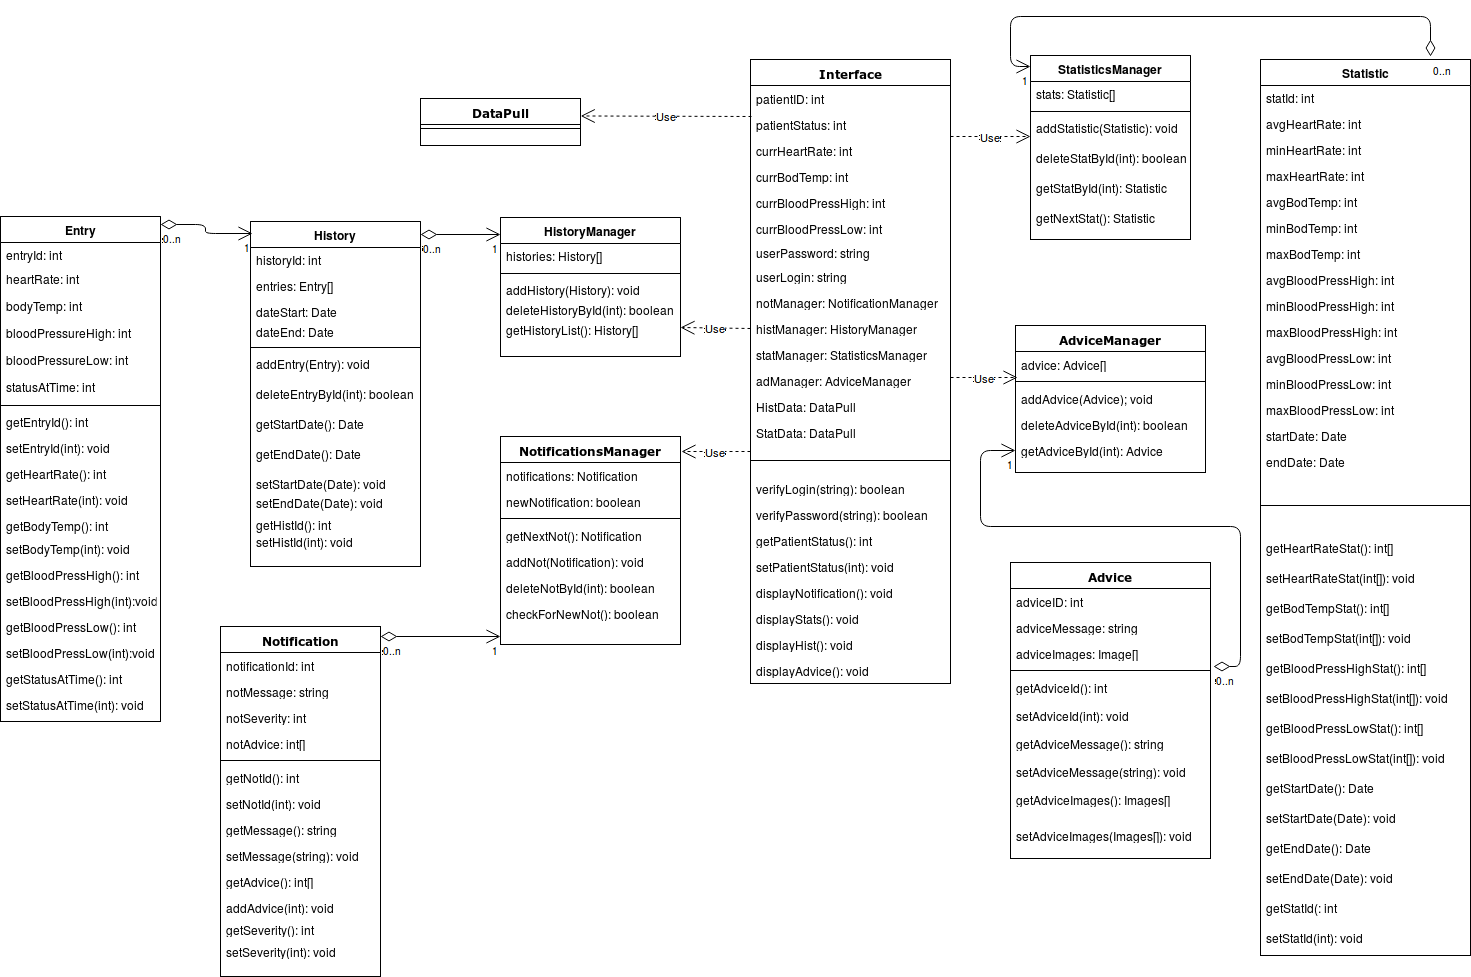 DataPull
Use
Interface
patientID: int
patientStatus: int
currHeartRate: int
currBodTemp: int
currBloodPressHigh: int
currBloodPressLow: int
userPassword: string
userLogin: string
notManager: NotificationManager
histManager: HistoryManager
statManager: StatisticsManager
adManager: AdviceManager
HistData: DataPull
StatData: DataPull
verifyLogin(string): boolean
verifyPassword(string): boolean
getPatientStatus(): int
setPatientStatus(int): void
displayNotification(): void
displayStats(): void
displayHist(): void
displayAdvice(): void
Use
1
StatisticsManager
stats: Statistic[]
addStatistic(Statistic): void
deleteStatById(int): boolean
getStatById(int): Statistic
getNextStat(): Statistic
0..n
Statistic
statId: int
avgHeartRate: int
minHeartRate: int
maxHeartRate: int
avgBodTemp: int
minBodTemp: int
maxBodTemp: int
avgBloodPressHigh: int
minBloodPressHigh: int
maxBloodPressHigh: int
avgBloodPressLow: int
minBloodPressLow: int
maxBloodPressLow: int
startDate: Date
endDate: Date
getHeartRateStat(): int[]
setHeartRateStat(int[]): void
getBodTempStat(): int[]
setBodTempStat(int[]): void
getBloodPressHighStat(): int[]
setBloodPressHighStat(int[]): void
getBloodPressLowStat(): int[]
setBloodPressLowStat(int[]): void
getStartDate(): Date
setStartDate(Date): void
getEndDate(): Date
setEndDate(Date): void
getStatId(: int
setStatId(int): void
Entry
entryId: int
heartRate: int
bodyTemp: int
bloodPressureHigh: int
bloodPressureLow: int
statusAtTime: int
getEntryId(): int
setEntryId(int): void
getHeartRate(): int
setHeartRate(int): void
getBodyTemp(): int
setBodyTemp(int): void
getBloodPressHigh(): int
setBloodPressHigh(int):void
getBloodPressLow(): int
setBloodPressLow(int):void
getStatusAtTime(): int
setStatusAtTime(int): void
0..n
1
History
historyId: int
entries: Entry[]
dateStart: Date
dateEnd: Date
addEntry(Entry): void
deleteEntryById(int): boolean
getStartDate(): Date
getEndDate(): Date
setStartDate(Date): void
setEndDate(Date): void
getHistId(): int
setHistId(int): void
0..n
1
HistoryManager
histories: History[]
addHistory(History): void
deleteHistoryById(int): boolean
getHistoryList(): History[]
Use
NotificationsManager
notifications: Notification
newNotification: boolean
getNextNot(): Notification
addNot(Notification): void
deleteNotById(int): boolean
checkForNewNot(): boolean
Use
Notification
notificationId: int
notMessage: string
notSeverity: int
notAdvice: int[]
getNotId(): int
setNotId(int): void
getMessage(): string
setMessage(string): void
getAdvice(): int[]
addAdvice(int): void
getSeverity(): int
setSeverity(int): void
0..n
1
Use
AdviceManager
advice: Advice[]
addAdvice(Advice); void
deleteAdviceById(int): boolean
getAdviceById(int): Advice
1
Advice
adviceID: int
adviceMessage: string
adviceImages: Image[]
getAdviceId(): int
setAdviceId(int): void
getAdviceMessage(): string
setAdviceMessage(string): void
getAdviceImages(): Images[]
setAdviceImages(Images[]): void
0..n